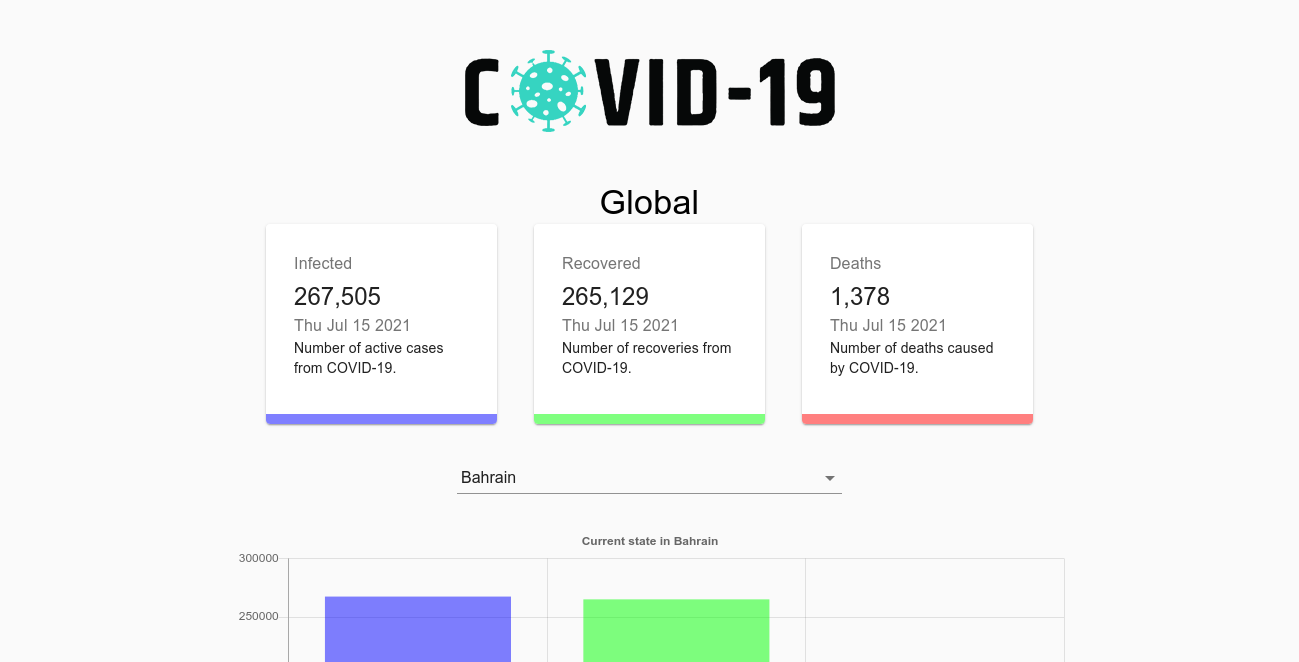 COVID-19
Global
Infected
267,505
Thu Jul 15 2021
Number of active cases
from COVID-19.
Recovered
265,129
Thu Jul 15 2021
Number of recoveries from
COVID-19.
Deaths
1,378
Thu Jul 15 2021
Number of deaths caused
by COVID-19.
Bahrain
Current state in Bahrain
300000
250000